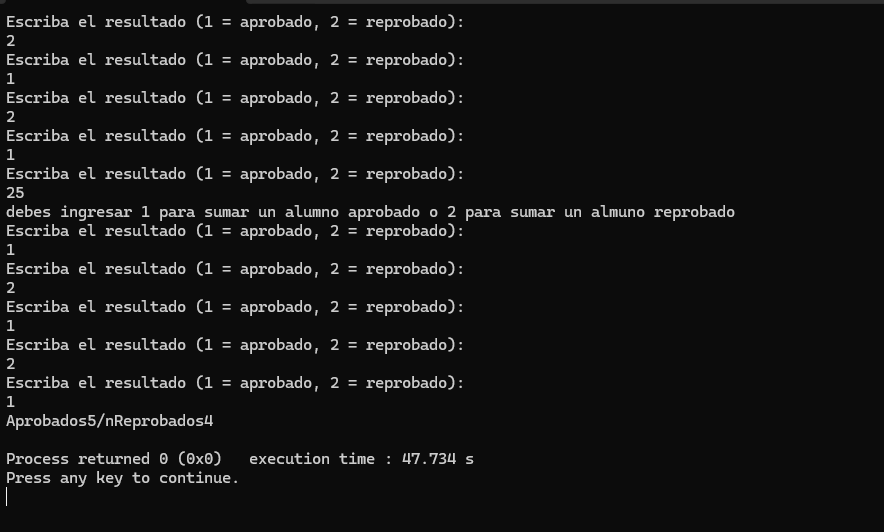 Escriba el resultado (1 = aprobado, 2 = reprobado):
2
Escriba el resultado (1 = aprobado, 2 = reprobado):
1
Escriba el resultado (1 = aprobado, 2 = reprobado):
2
Escriba el resultado (1 = aprobado, 2 = reprobado):
1
Escriba el resultado (1 = aprobado, 2 = reprobado):
25
debes ingresar 1 para sumar un alumno aprobado o 2 para sumar un almuno reprobado
Escriba el resultado (1 = aprobado, 2 = reprobado):
1
Escriba el resultado (1 = aprobado, 2 = reprobado):
2
Escriba el resultado (1 = aprobado, 2 = reprobado):
1
Escriba el resultado (1 = aprobado, 2 = reprobado):
2
Escriba el resultado (1 = aprobado, 2 = reprobado):
1
Aprobados5/nReprobados4
Process returned 0 (0x0)   execution time : 47.734 s
Press any key to continue.